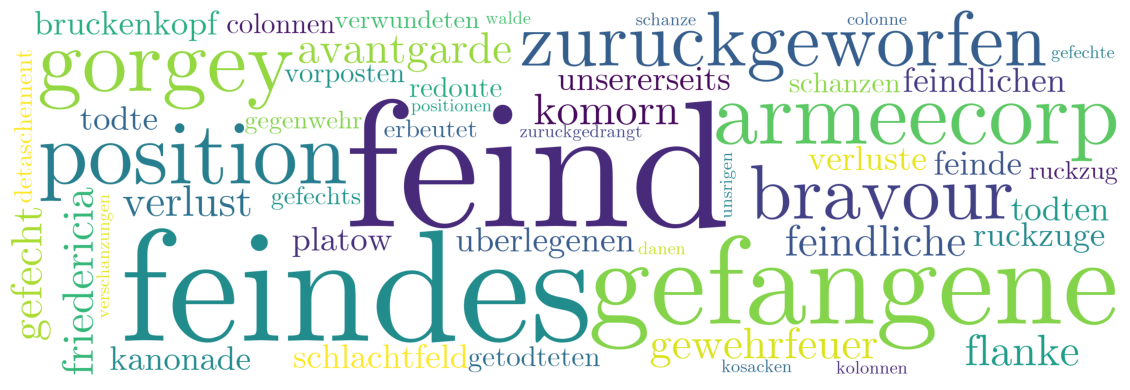 bruckenkopf colonnen verwundeten walde schanze colonne
gorgey avantgarde zuruckgeworfen gefechte
vorposten redoute unsererseits schanzen feindlichen
detaschement todte gegenwehr positionen erbeutet komorn zuruckgedrangt armeecorp
position feind verluste feinde ruckzug
verlust gefechts unsrigen bravour todten
gefecht friedericia verschanzungen platow uberlegenen danen feindliche ruckzuge
feindes gefangene
kanonade schlachtfeld getodteten gewehrfeuer flanke
kosacken kolonnen